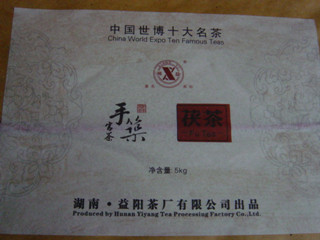 中国世博十大名茶
China World Expo Ten Famous Teas
手筑
茯茶
净含量:5kg
湖南·益阳茶厂有限公司出品
Produced by Hunan Yiyang Tea Processing Factory Co.,Ltd.